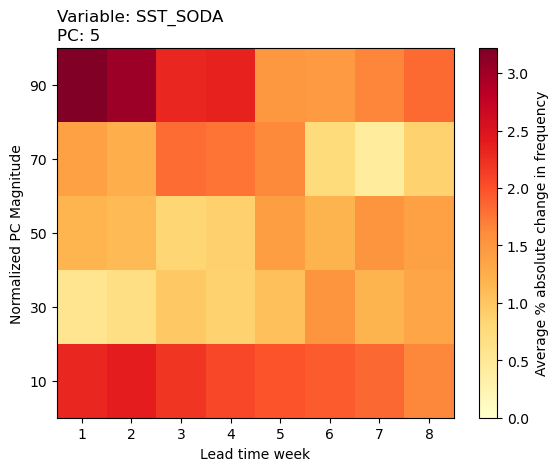 Variable: SST_SODA
PC: 5
Normalized PC Magnitude
90
70
50
30
10
1 2 3 4 5 6 7 8
Lead time week
3.0
2.5
2.0
1.5
1.0
0.5
0.0
Average % absolute change in frequency